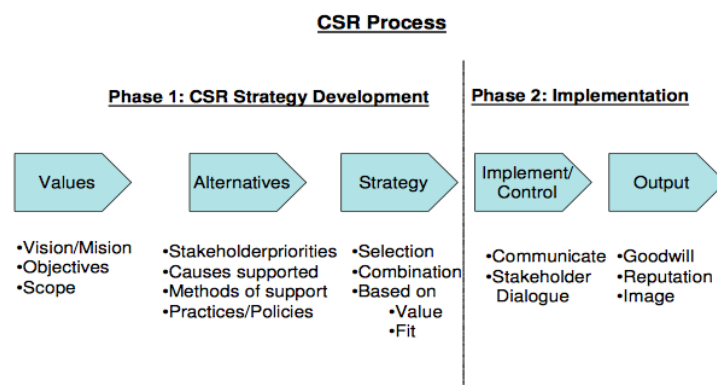 CSR Process
Phase 1: CSR Strategy Development
Phase 2: Implementation
Values
Alternatives
Strategy
Implement/
Control
Output
•Vision/Mision
•Objectives
•Scope
•Stakeholderpriorities
•Causes supported
•Methods of support
•Practices/Policies
•Selection
•Combination
•Based on
•Value
•Fit
•Communicate
•Stakeholder
Dialogue
•Goodwill
•Reputation
•Image